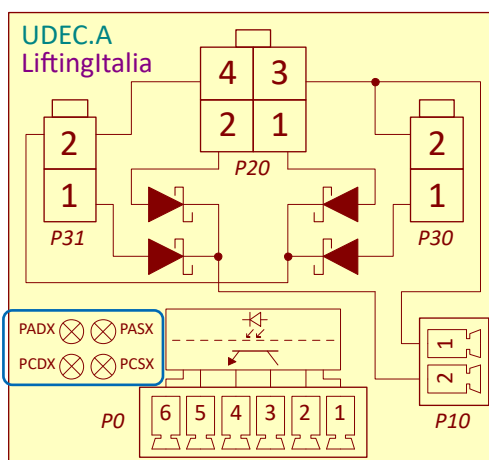 UDEC.A
LiftingItalia
4 3
2 1
P20
2
1
P31
2
1
P30
PADX PASX
PCDX PCSX
1
2
P10
6 5 4 3 2 1
P0